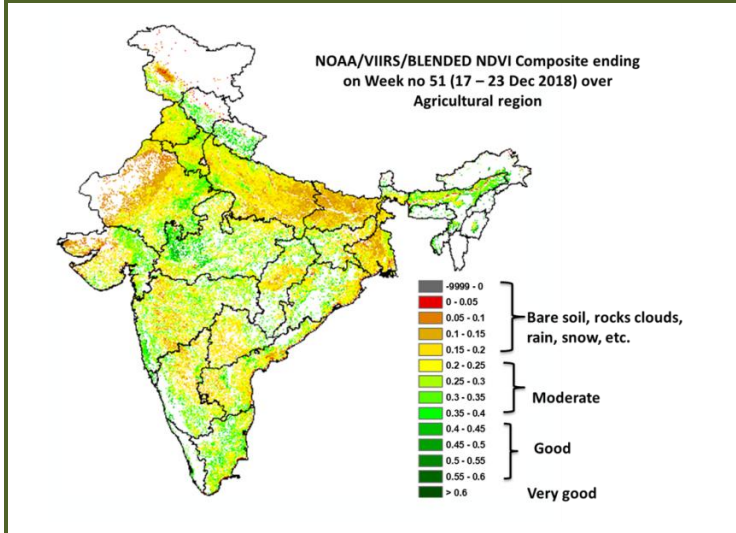 NOAA/VIIRS/BLENDED NDVI Composite ending
on Week no 51 (17 – 23 Dec 2018) over
Agricultural region
-9999 - 0
0 - 0.05
0.05 - 0.1
0.1 - 0.15
0.15 - 0.2
0.2 - 0.25
0.25 - 0.3
0.3 - 0.35
0.35 - 0.4
0.4 - 0.45
0.45 - 0.5
0.5 - 0.55
0.55 - 0.6
> 0.6
Bare soil, rocks clouds,
rain, snow, etc.
Moderate
Good
Very good